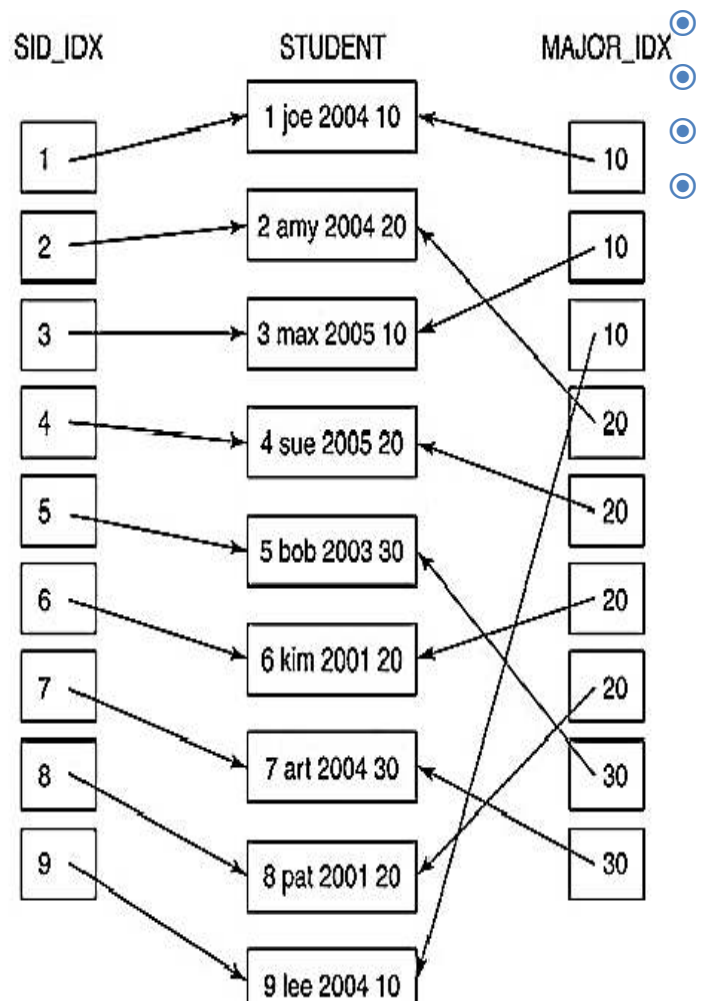 SID_IDX STUDENT MAJOR_IDX
1 joe 2004 10
1
10
2 amy 2004 20
2
10
3 max 2005 10
3
10
4 sue 2005 20
4
20
5 bob 2003 30
5
20
6 kim 2001 20
6
20
7 art 2004 30
7
20
8 pat 2001 20
8
30
9 lee 2004 10
9
30